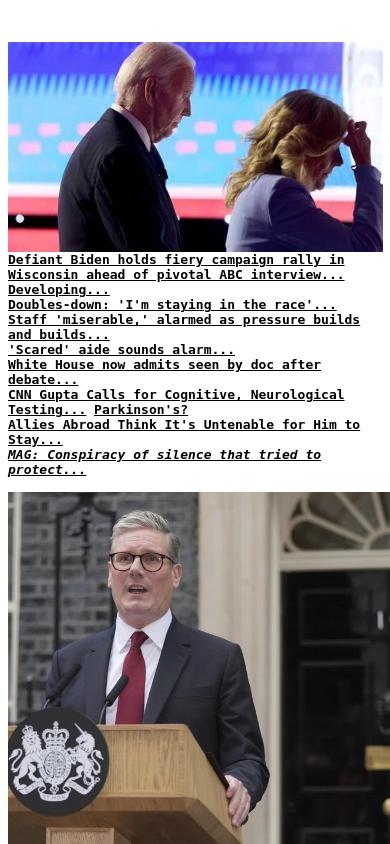 Defiant Biden holds fiery campaign rally in
Wisconsin ahead of pivotal ABC interview...
Developing...
Doubles-down: 'I'm staying in the race'...
Staff 'miserable,' alarmed as pressure builds
and builds...
'Scared' aide sounds alarm...
White House now admits seen by doc after
debate...
CNN Gupta Calls for Cognitive, Neurological
Testing... Parkinson's?
Allies Abroad Think It's Untenable for Him to
Stay...
MAG: Conspiracy of silence that tried to
protect...